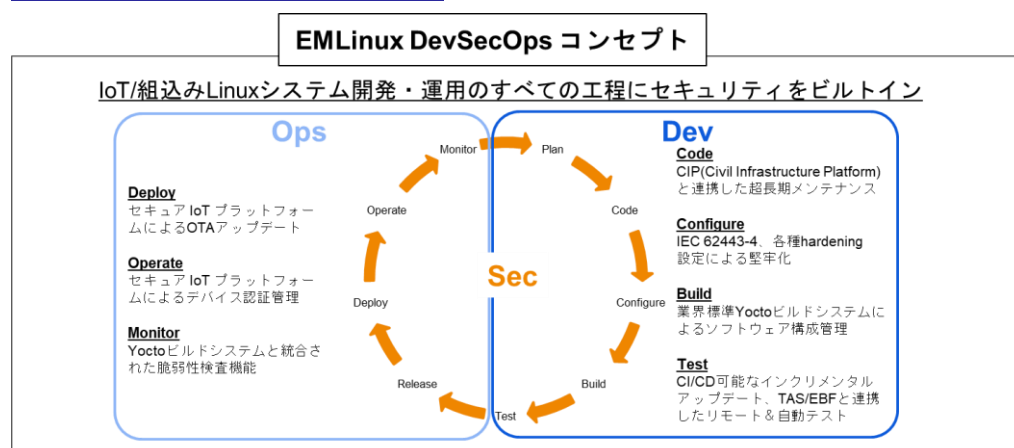 EMLinux DevSecOps コンセプト
IoT/組込みLinuxシステム開発・運用のすべての工程にセキュリティをビルトイン
Ops
Deploy
セキュア IoT プラットフォー
ムによるOTAアップデート
Operate
セキュア IoT プラットフォー
ムによるデバイス認証管理
Monitor
Yoctoビルドシステムと統合さ
れた脆弱性検査機能
Monitor
Plan
Operate
Code
Sec
Deploy
Configure
Release
Build
Test
Dev
Code
CIP(Civil Infrastructure Platform)
と連携した超長期メンテナンス
Configure
IEC 62443-4、各種hardening
設定による堅牢化
Build
業界標準Yoctoビルドシステムに
よるソフトウェア構成管理
Test
CI/CD可能なインクリメンタル
アップデート、TAS/EBFと連携
したリモート＆自動テスト